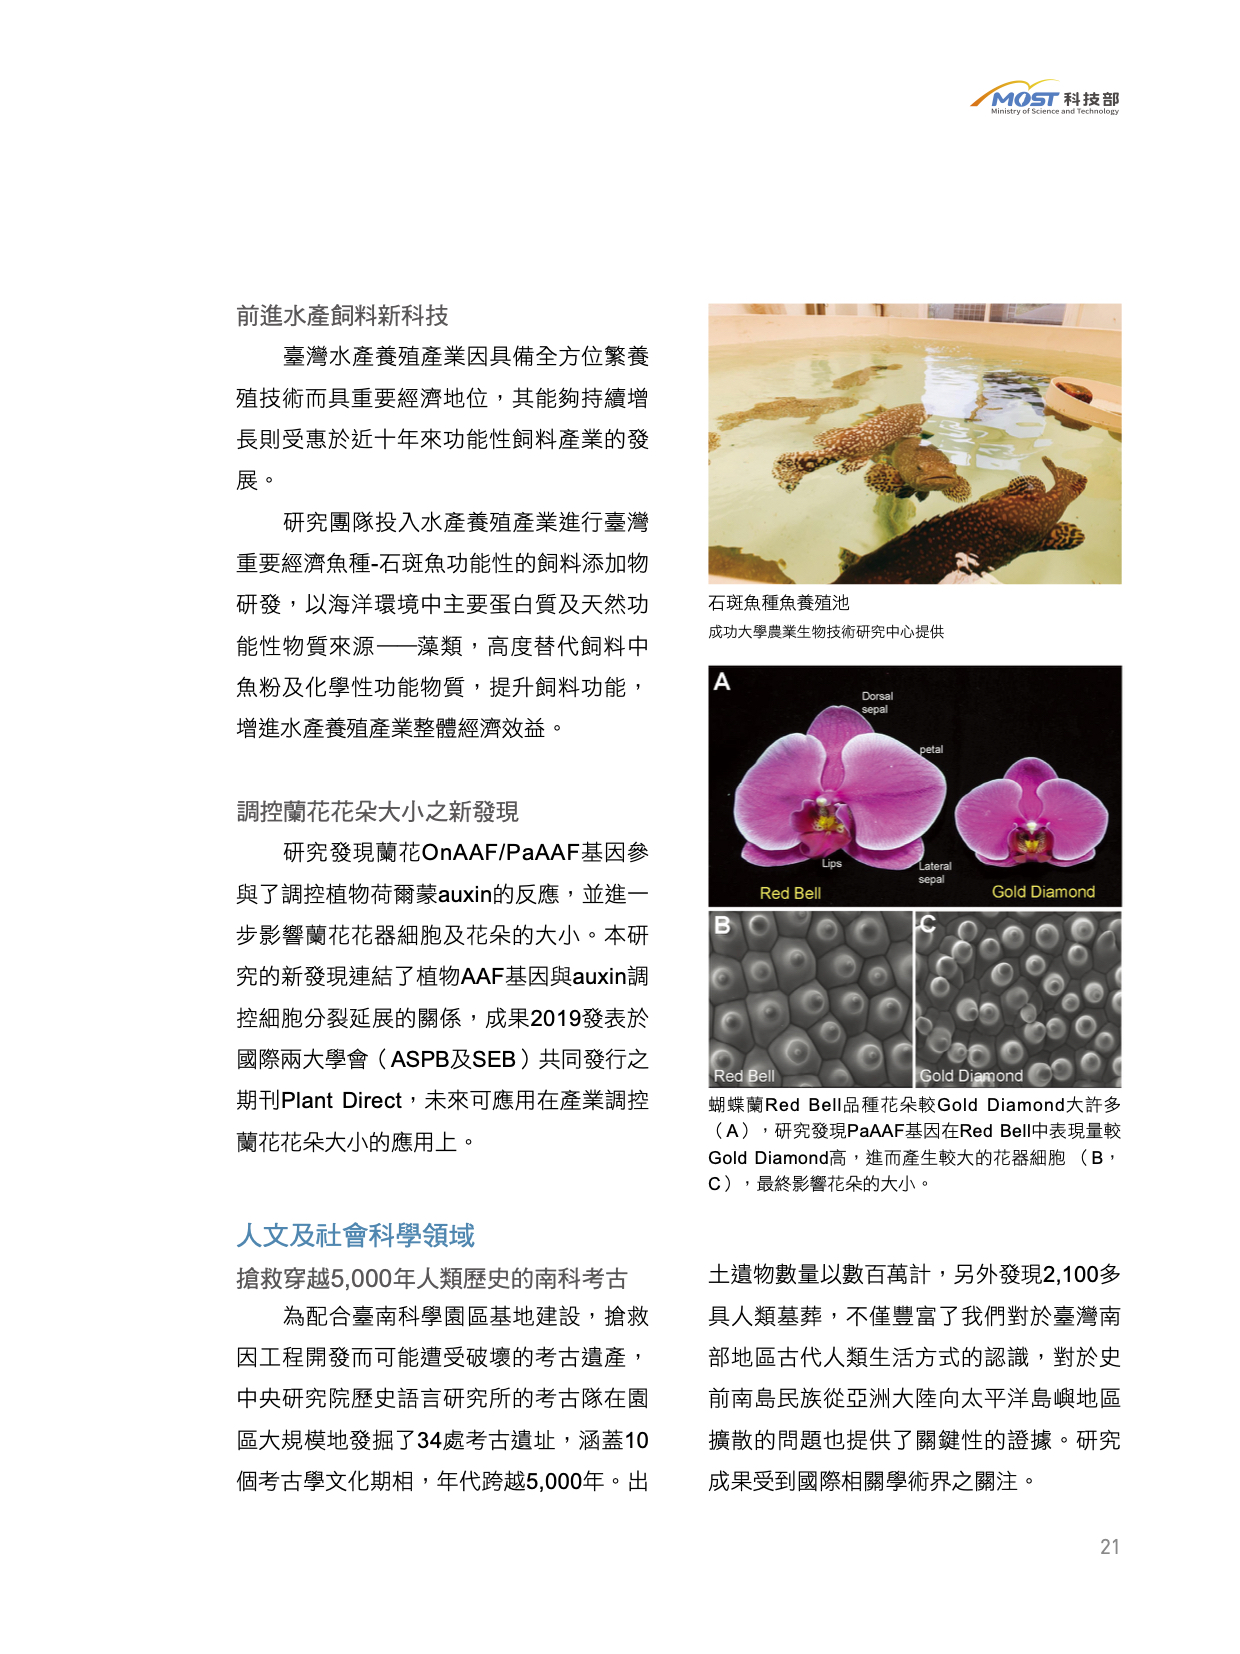 MOST 科技部
Ministry of Science and Technology
前進水產飼料新科技
臺灣水產養殖產業因具備全方位繁養
殖技術而具重要經濟地位，其能夠持續增
長則受惠於近十年來功能性飼料產業的發
展。
研究團隊投入水產養殖產業進行臺灣
重要經濟魚種-石斑魚功能性的飼料添加物
研發，以海洋環境中主要蛋白質及天然功
能性物質來源——藻類，高度替代飼料中
魚粉及化學性功能物質，提升飼料功能，
增進水產養殖產業整體經濟效益。
調控蘭花花朵大小之新發現
研究發現蘭花OnAAF/PaAAF基因參
與了調控植物荷爾蒙auxin的反應，並進一
步影響蘭花花器細胞及花朵的大小。本研
究的新發現連結了植物AAF基因與auxin調
控細胞分裂延展的關係，成果2019發表於
國際兩大學會（ASPB及SEB）共同發行之
期刊Plant Direct，未來可應用在產業調控
蘭花花朵大小的應用上。
石斑魚種魚養殖池
成功大學農業生物技術研究中心提供
A
Dorsal
sepal
petal
Lips
Lateral
sepal
Red Bell
Gold Diamond
B
C
Red Bell
Gold Diamond
蝴蝶蘭Red Bell品種花朵較Gold Diamond大許多
（A），研究發現PaAAF基因在Red Bell中表現量較
Gold Diamond高，進而產生較大的花器細胞（B，
C），最終影響花朵的大小。
人文及社會科學領域
搶救穿越5,000年人類歷史的南科考古
為配合臺南科學園區基地建設，搶救
因工程開發而可能遭受破壞的考古遺產，
中央研究院歷史語言研究所的考古隊在園
區大規模地發掘了34處考古遺址，涵蓋10
個考古學文化期相，年代跨越5,000年。出
土遺物數量以數百萬計，另外發現2,100多
具人類墓葬，不僅豐富了我們對於臺灣南
部地區古代人類生活方式的認識，對於史
前南島民族從亞洲大陸向太平洋島嶼地區
擴散的問題也提供了關鍵性的證據。研究
成果受到國際相關學術界之關注。
21